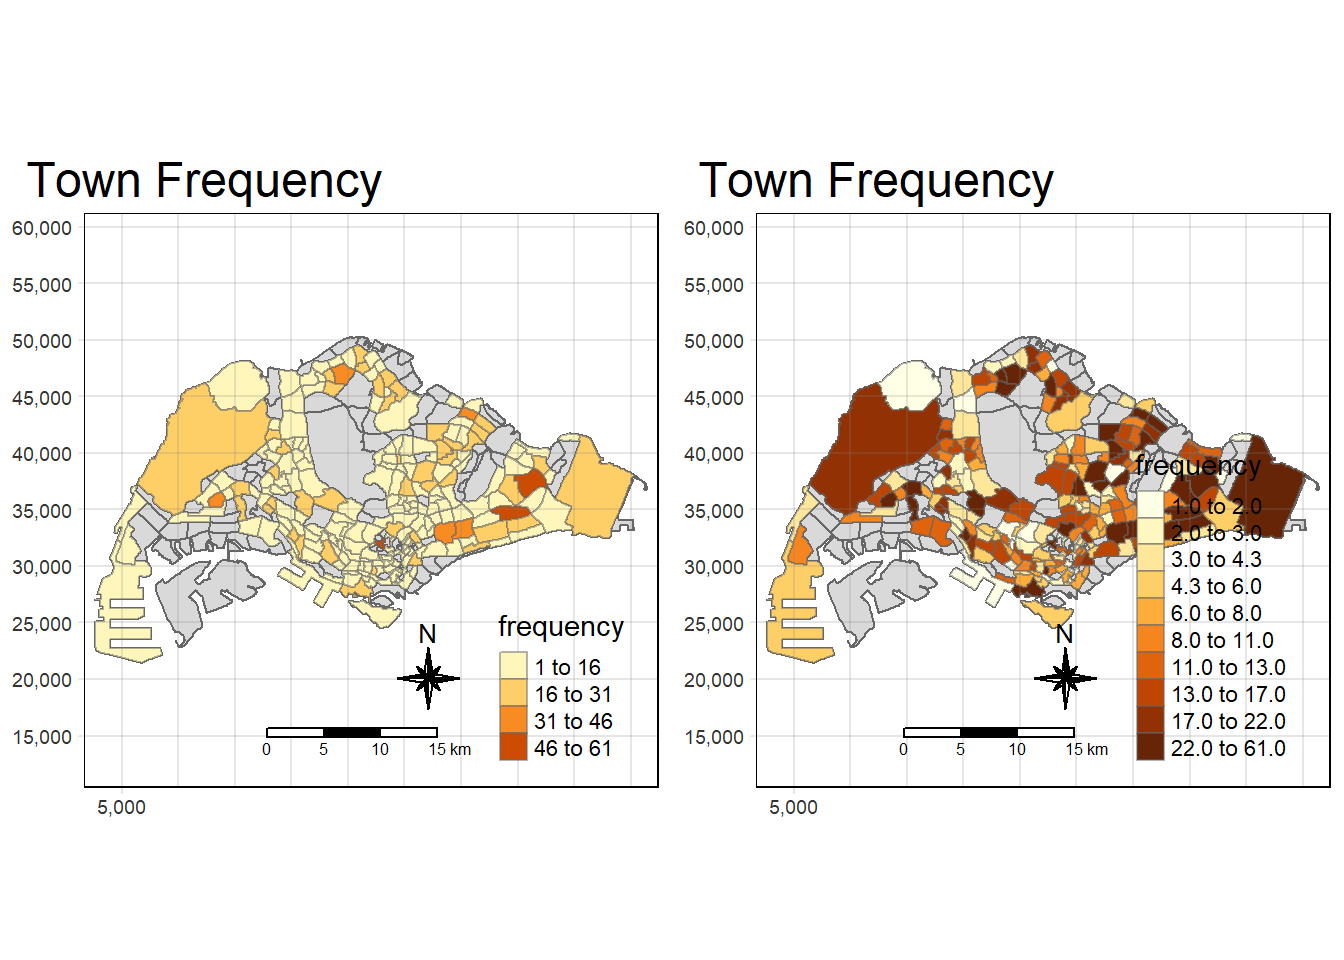 Town Frequency
60,000
55,000
50,000
45,000
40,000
35,000
30,000
25,000
20,000
15,000
5,000
N
0 5 10 15 km
frequency
1 to 16
16 to 31
31 to 46
46 to 61
Town Frequency
60,000
55,000
50,000
45,000
40,000
35,000
30,000
25,000
20,000
15,000
5,000
N
0 5 10 15 km
frequency
1.0 to 2.0
2.0 to 3.0
3.0 to 4.3
4.3 to 6.0
6.0 to 8.0
8.0 to 11.0
11.0 to 13.0
13.0 to 17.0
17.0 to 22.0
22.0 to 61.0